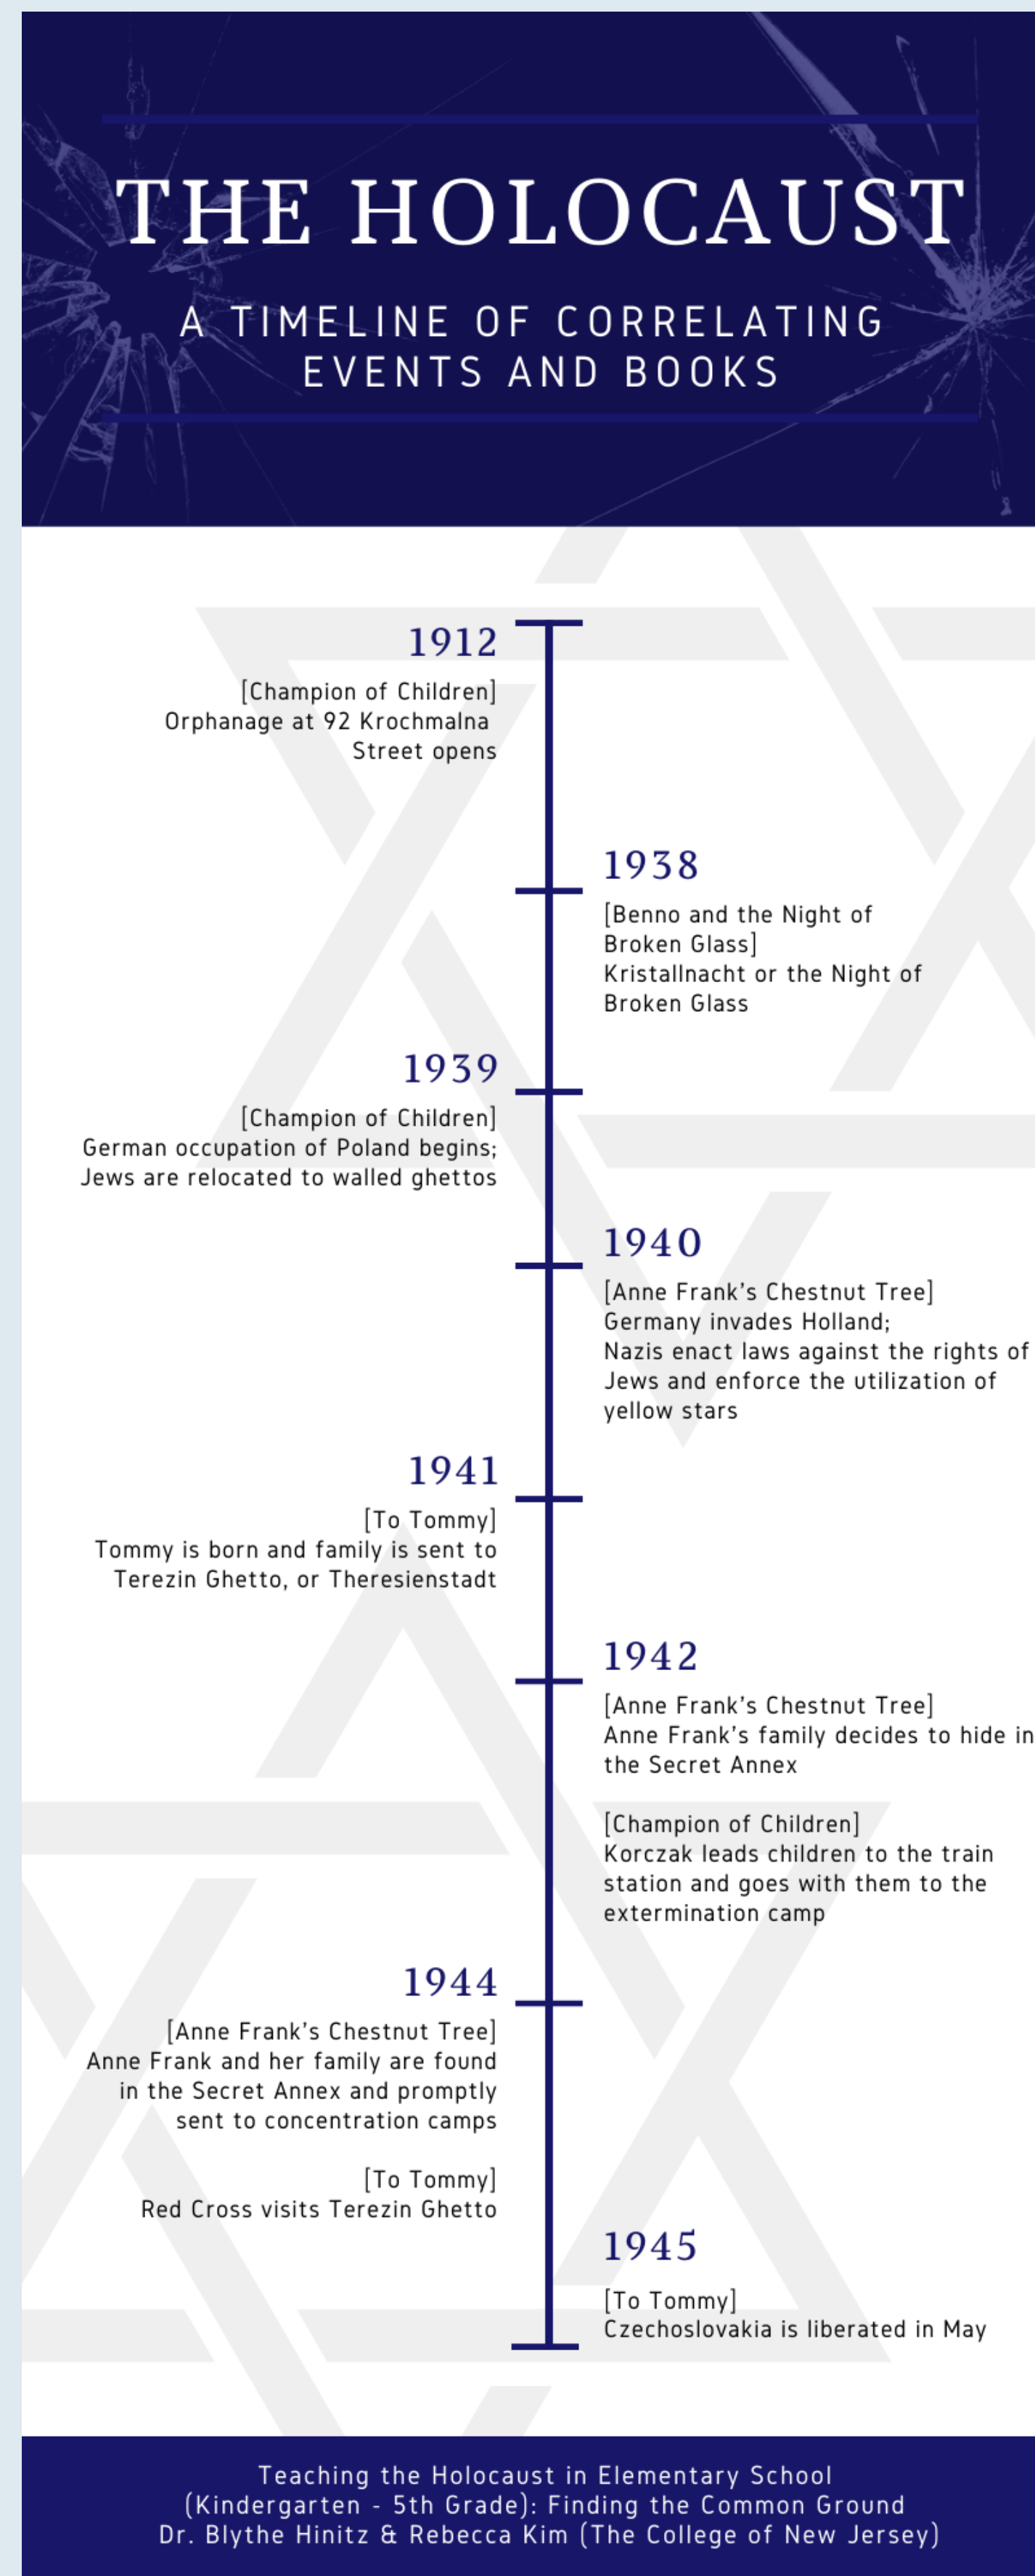 THE HOLOCAUST
A TIMELINE OF CORRELATING
EVENTS AND BOOKS
1912
[Champion of Children]
Orphanage at 92 Krochmalna
Street opens
1938
[Benno and the Night of
Broken Glass]
Kristallnacht or the Night of
Broken Glass
1939
[Champion of Children]
German occupation of Poland begins;
Jews are relocated to walled ghettos
1940
[Anne Frank's Chestnut Tree]
Germany invades Holland;
Nazis enact laws against the rights of
Jews and enforce the utilization of
yellow stars
1941
[To Tommy]
Tommy is born and family is sent to
Terezin Ghetto, or Theresienstadt
1942
[Anne Frank's Chestnut Tree]
Anne Frank's family decides to hide in
the Secret Annex
[Champion of Children]
Korczak leads children to the train
station and goes with them to the
extermination camp
1944
[Anne Frank's Chestnut Tree]
Anne Frank and her family are found
in the Secret Annex and promptly
sent to concentration camps
[To Tommy]
Red Cross visits Terezin Ghetto
1945
[To Tommy]
Czechoslovakia is liberated in May
Teaching the Holocaust in Elementary School
(Kindergarten - 5th Grade): Finding the Common Ground
Dr. Blythe Hinitz & Rebecca Kim (The College of New Jersey)